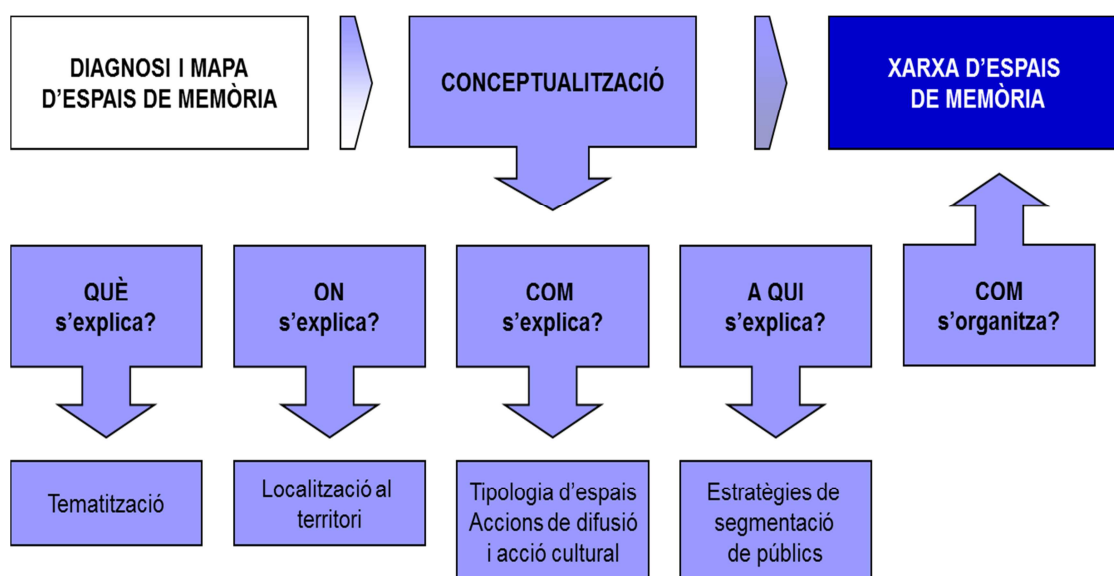 DIAGNOSI I MAPA
D’ESPAIS DE MEMÒRIA
CONCEPTUALITZACIÓ
XARXA D’ESPAIS
DE MEMÒRIA
QUÈ
s’explica?
ON
s’explica?
COM
s’explica?
A QUI
s’explica?
COM
s’organitza?
Tematització
Localització al
territori
Tipologia d’espais
Accions de difusió
i acció cultural
Estratègies de
segmentació
de públics